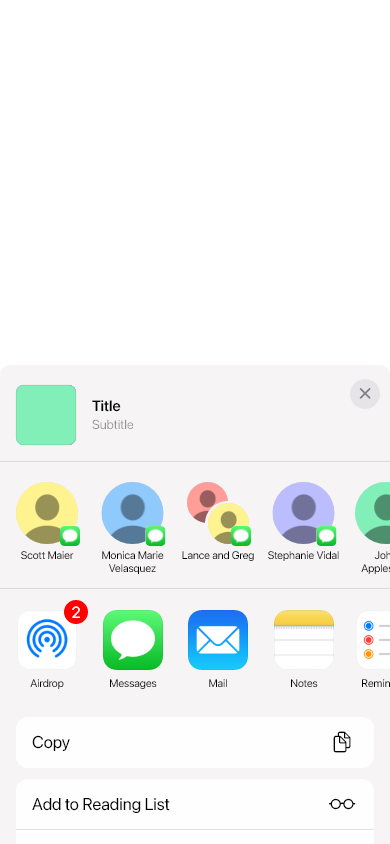 Title
Subtitle
Scott Maier
Monica Marie
Velasquez
Lance and Greg
Stephanie Vidal
2
Airdrop
Messages
Mail
Notes
Copy
Add to Reading List